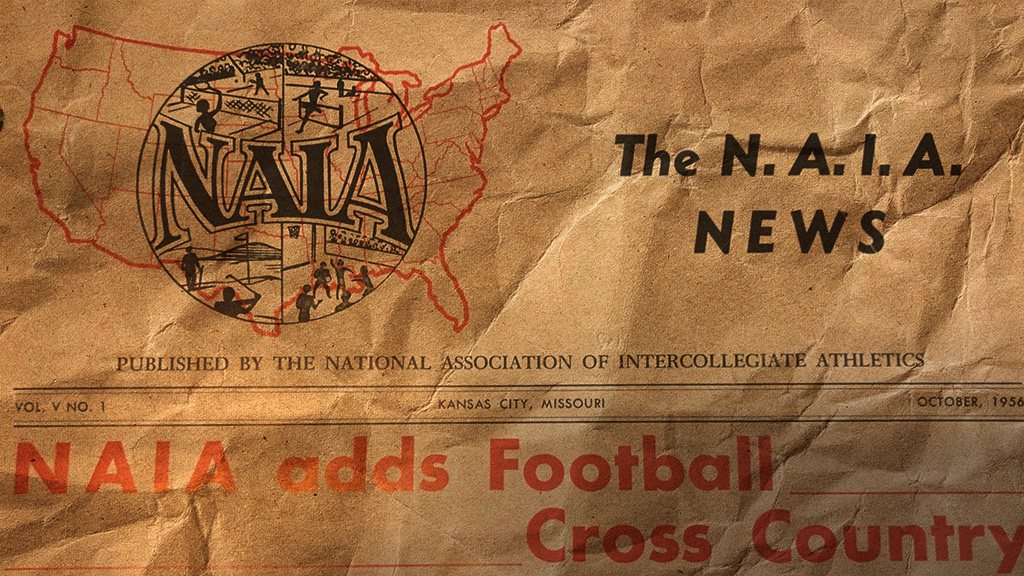 NAIA
The N. A. I. A.
NEWS
PUBLISHED BY THE NATIONAL ASSOCIATION OF INTERCOLLEGIATE ATHLETICS
VOL. V NO. 1 KANSAS CITY, MISSOURI OCTOBER, 1956
NAIA adds Football
Cross Country